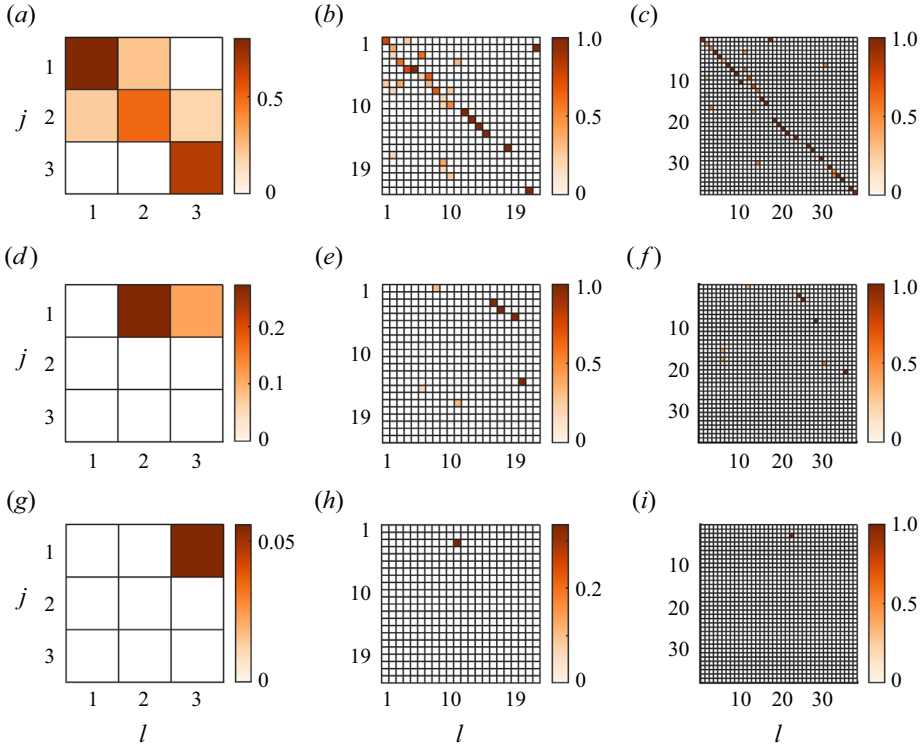 (a) (b) (c)
1 1 1.0 1.0
0.5 10
j 2 10 0.5 20 0.5
3 19 30
0 0 0
1 2 3 1 10 19 10 20 30
(d) (e) (f)
1 1 1.0 1.0
0.2 10
j 2 10 0.5 0.5
0.1 20
3 19 30
0 0 0
1 2 3 1 10 19 10 20 30
(g) (h) (i)
1 0.05 1 1.0
10
j 2 10 0.2 20 0.5
3 19 30
0 0 0
1 2 3 1 10 19 10 20 30
l l l